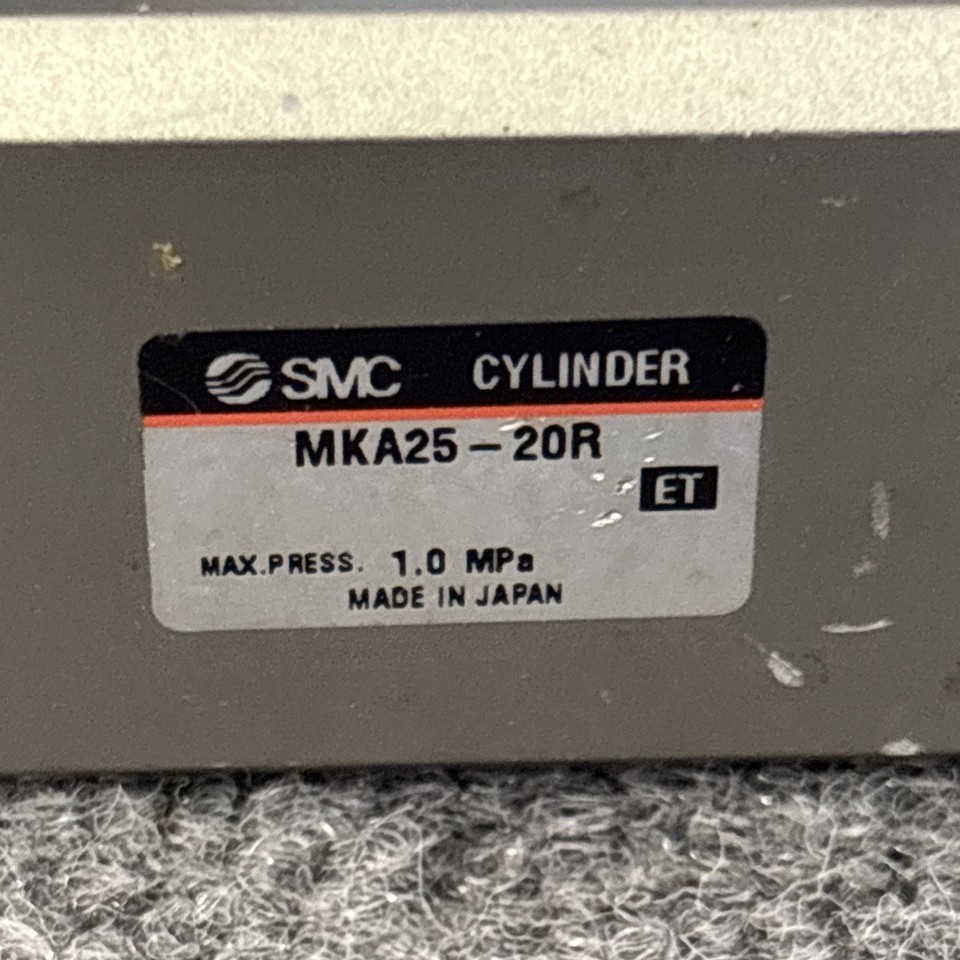 SMC CYLINDER
MKA25-20R
ET
MAX.PRESS. 1.0 MPa
MADE IN JAPAN